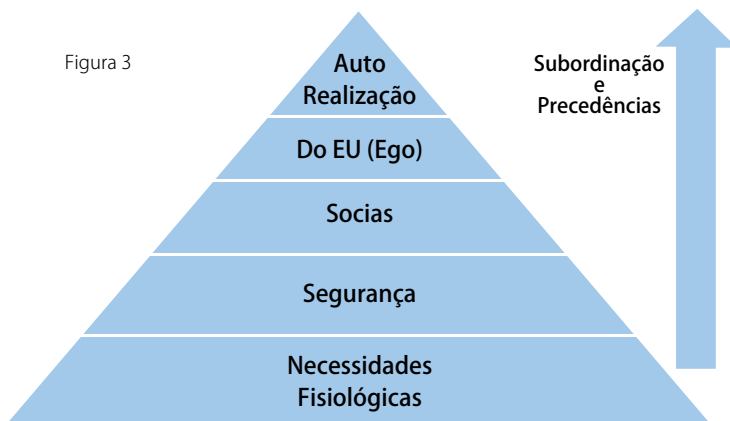 Figura 3
Auto
Realização
Subordinação
e
Precedências
Do EU (Ego)
Socias
Segurança
Necessidades
Fisiológicas